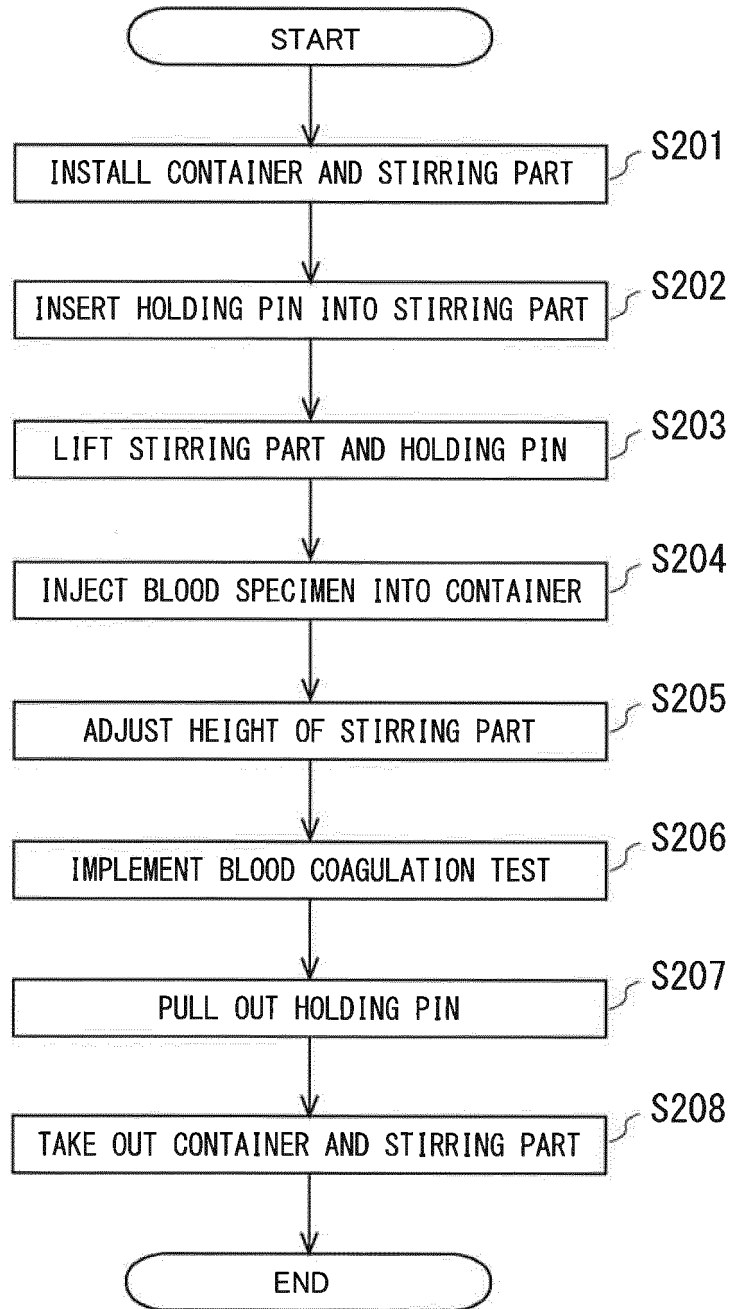 START
INSTALL CONTAINER AND STIRRING PART
S201
INSERT HOLDING PIN INTO STIRRING PART
S202
LIFT STIRRING PART AND HOLDING PIN
S203
INJECT BLOOD SPECIMEN INTO CONTAINER
S204
ADJUST HEIGHT OF STIRRING PART
S205
IMPLEMENT BLOOD COAGULATION TEST
S206
PULL OUT HOLDING PIN
S207
TAKE OUT CONTAINER AND STIRRING PART
S208
END